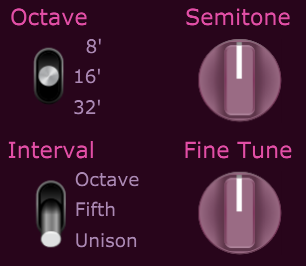 Octave
8'
16'
32'
Semitone
Interval
Octave
Fifth
Unison
Fine Tune